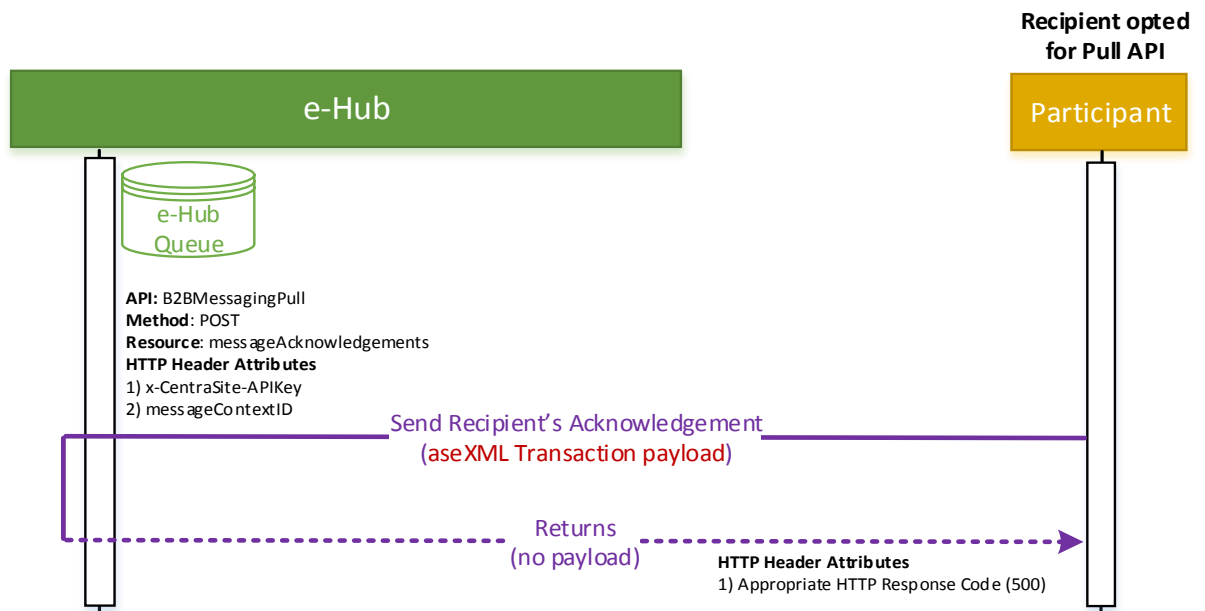 Recipient opted
for Pull API
e-Hub
Participant
e-Hub
Queue
API: B2BMessagingPull
Method: POST
Resource: messageAcknowledgements
HTTP Header Attributes
1) x-CentraSite-APIKey
2) messageContextID
Send Recipient's Acknowledgement
(aseXML Transaction payload)
Returns
(no payload)
HTTP Header Attributes
1) Appropriate HTTP Response Code (500)